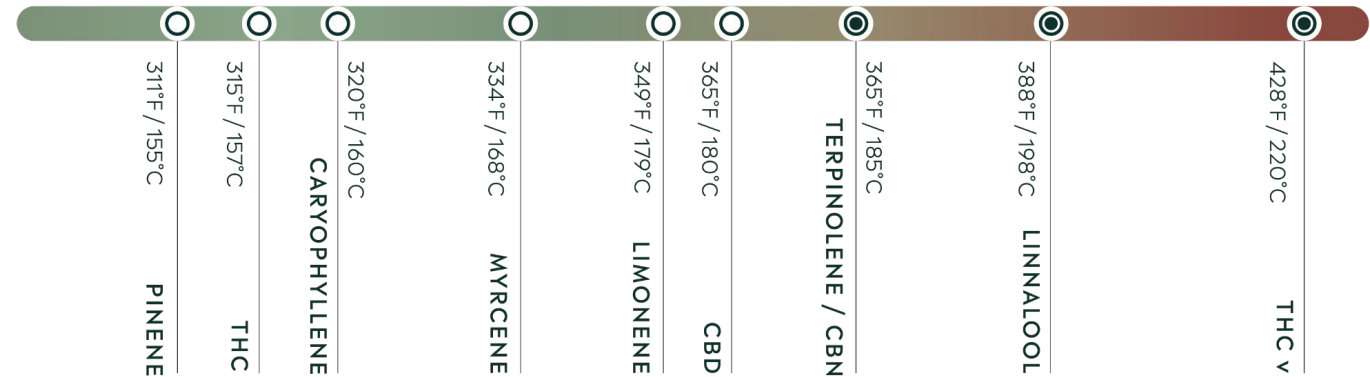 311°F / 155°C
PINENE
315°F / 157°C
THC
320°F / 160°C
CARYOPHYLLENE
334°F / 168°C
MYRCENE
349°F / 179°C
LIMONENE
365°F / 180°C
CBD
365°F / 185°C
TERPINOLENE / CBN
388°F / 198°C
LINNALOOL
428°F / 220°C
THC v